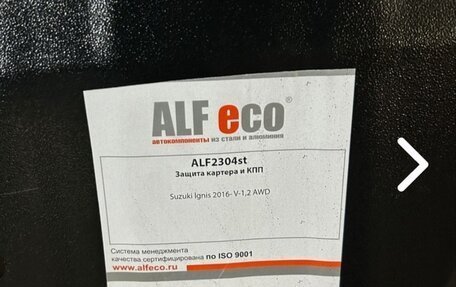 ALF eco®
автокомпоненты из стали и алюминия
ALF2304st
Защита картера и КПП
Suzuki Ignis 2016- V-1,2 AWD
Система менеджмента
качества сертифицирована по ISO 9001
www.alfeco.ru